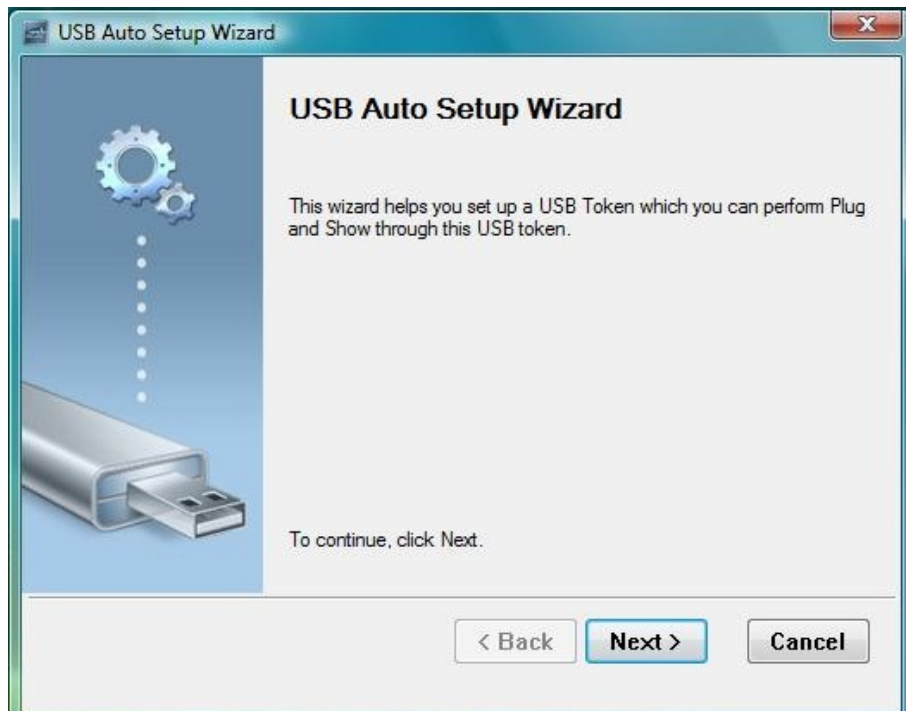 USB Auto Setup Wizard
USB Auto Setup Wizard
This wizard helps you set up a USB Token which you can perform Plug
and Show through this USB token.
To continue, click Next.
< Back
Next >
Cancel